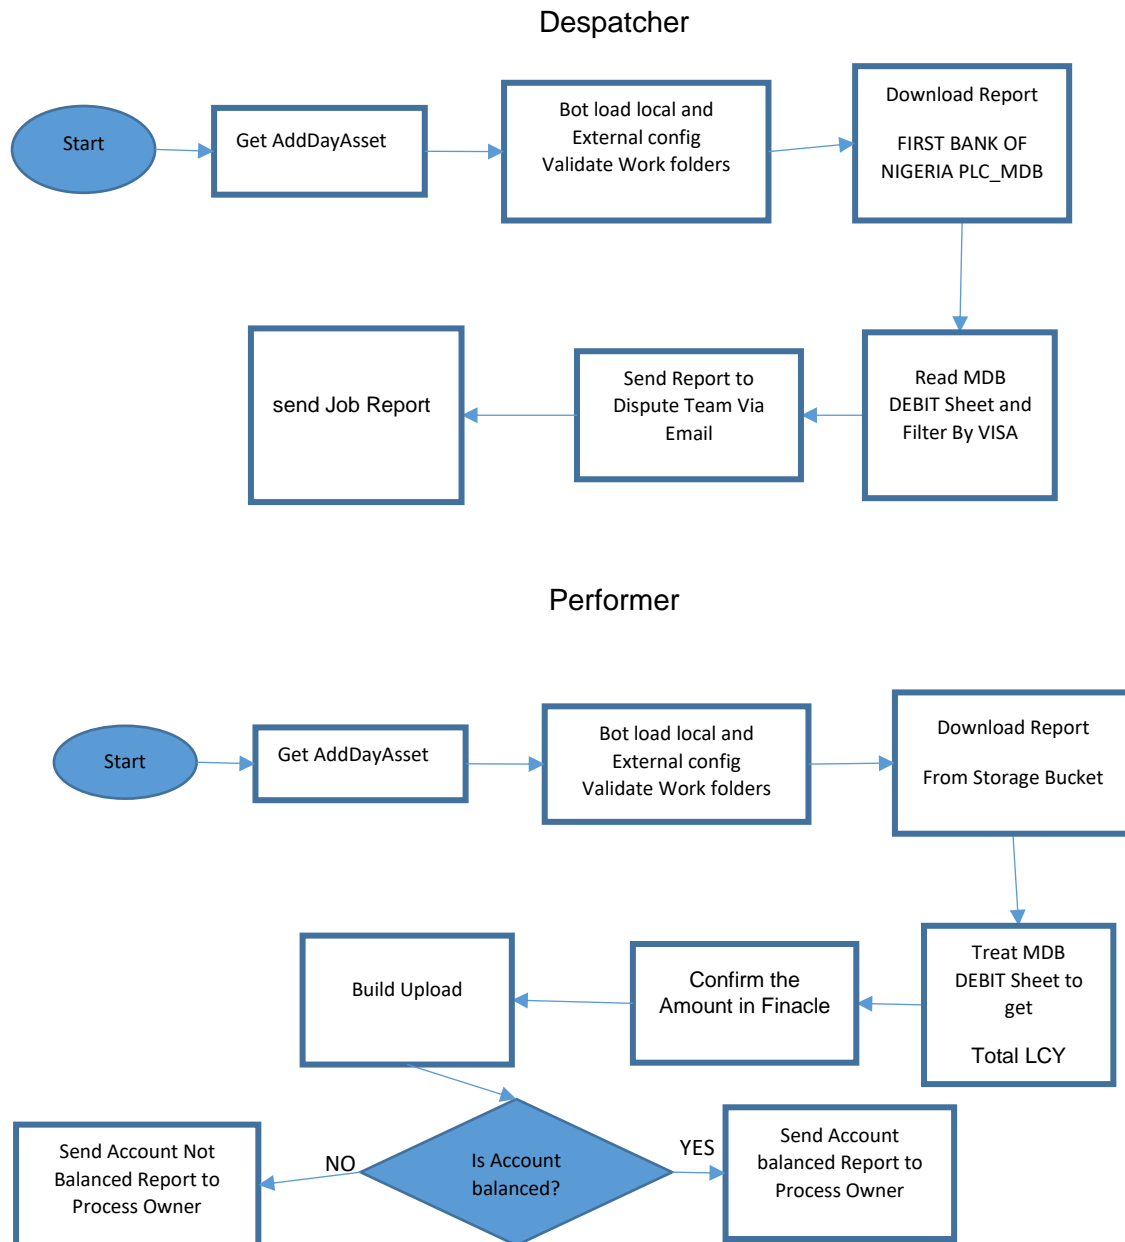 Despatcher
Start
Get AddDayAsset
Bot load local and
External config
Validate Work folders
Download Report
FIRST BANK OF
NIGERIA PLC_MDB
Read MDB
DEBIT Sheet and
Filter By VISA
Send Report to
Dispute Team Via
Email
send Job Report
Performer
Start
Get AddDayAsset
Bot load local and
External config
Validate Work folders
Download Report
From Storage Bucket
Treat MDB
DEBIT Sheet to
get
Total LCY
Confirm the
Amount in Finacle
Build Upload
Is Account
balanced?
NO
Send Account Not
Balanced Report to
Process Owner
YES
Send Account
balanced Report to
Process Owner